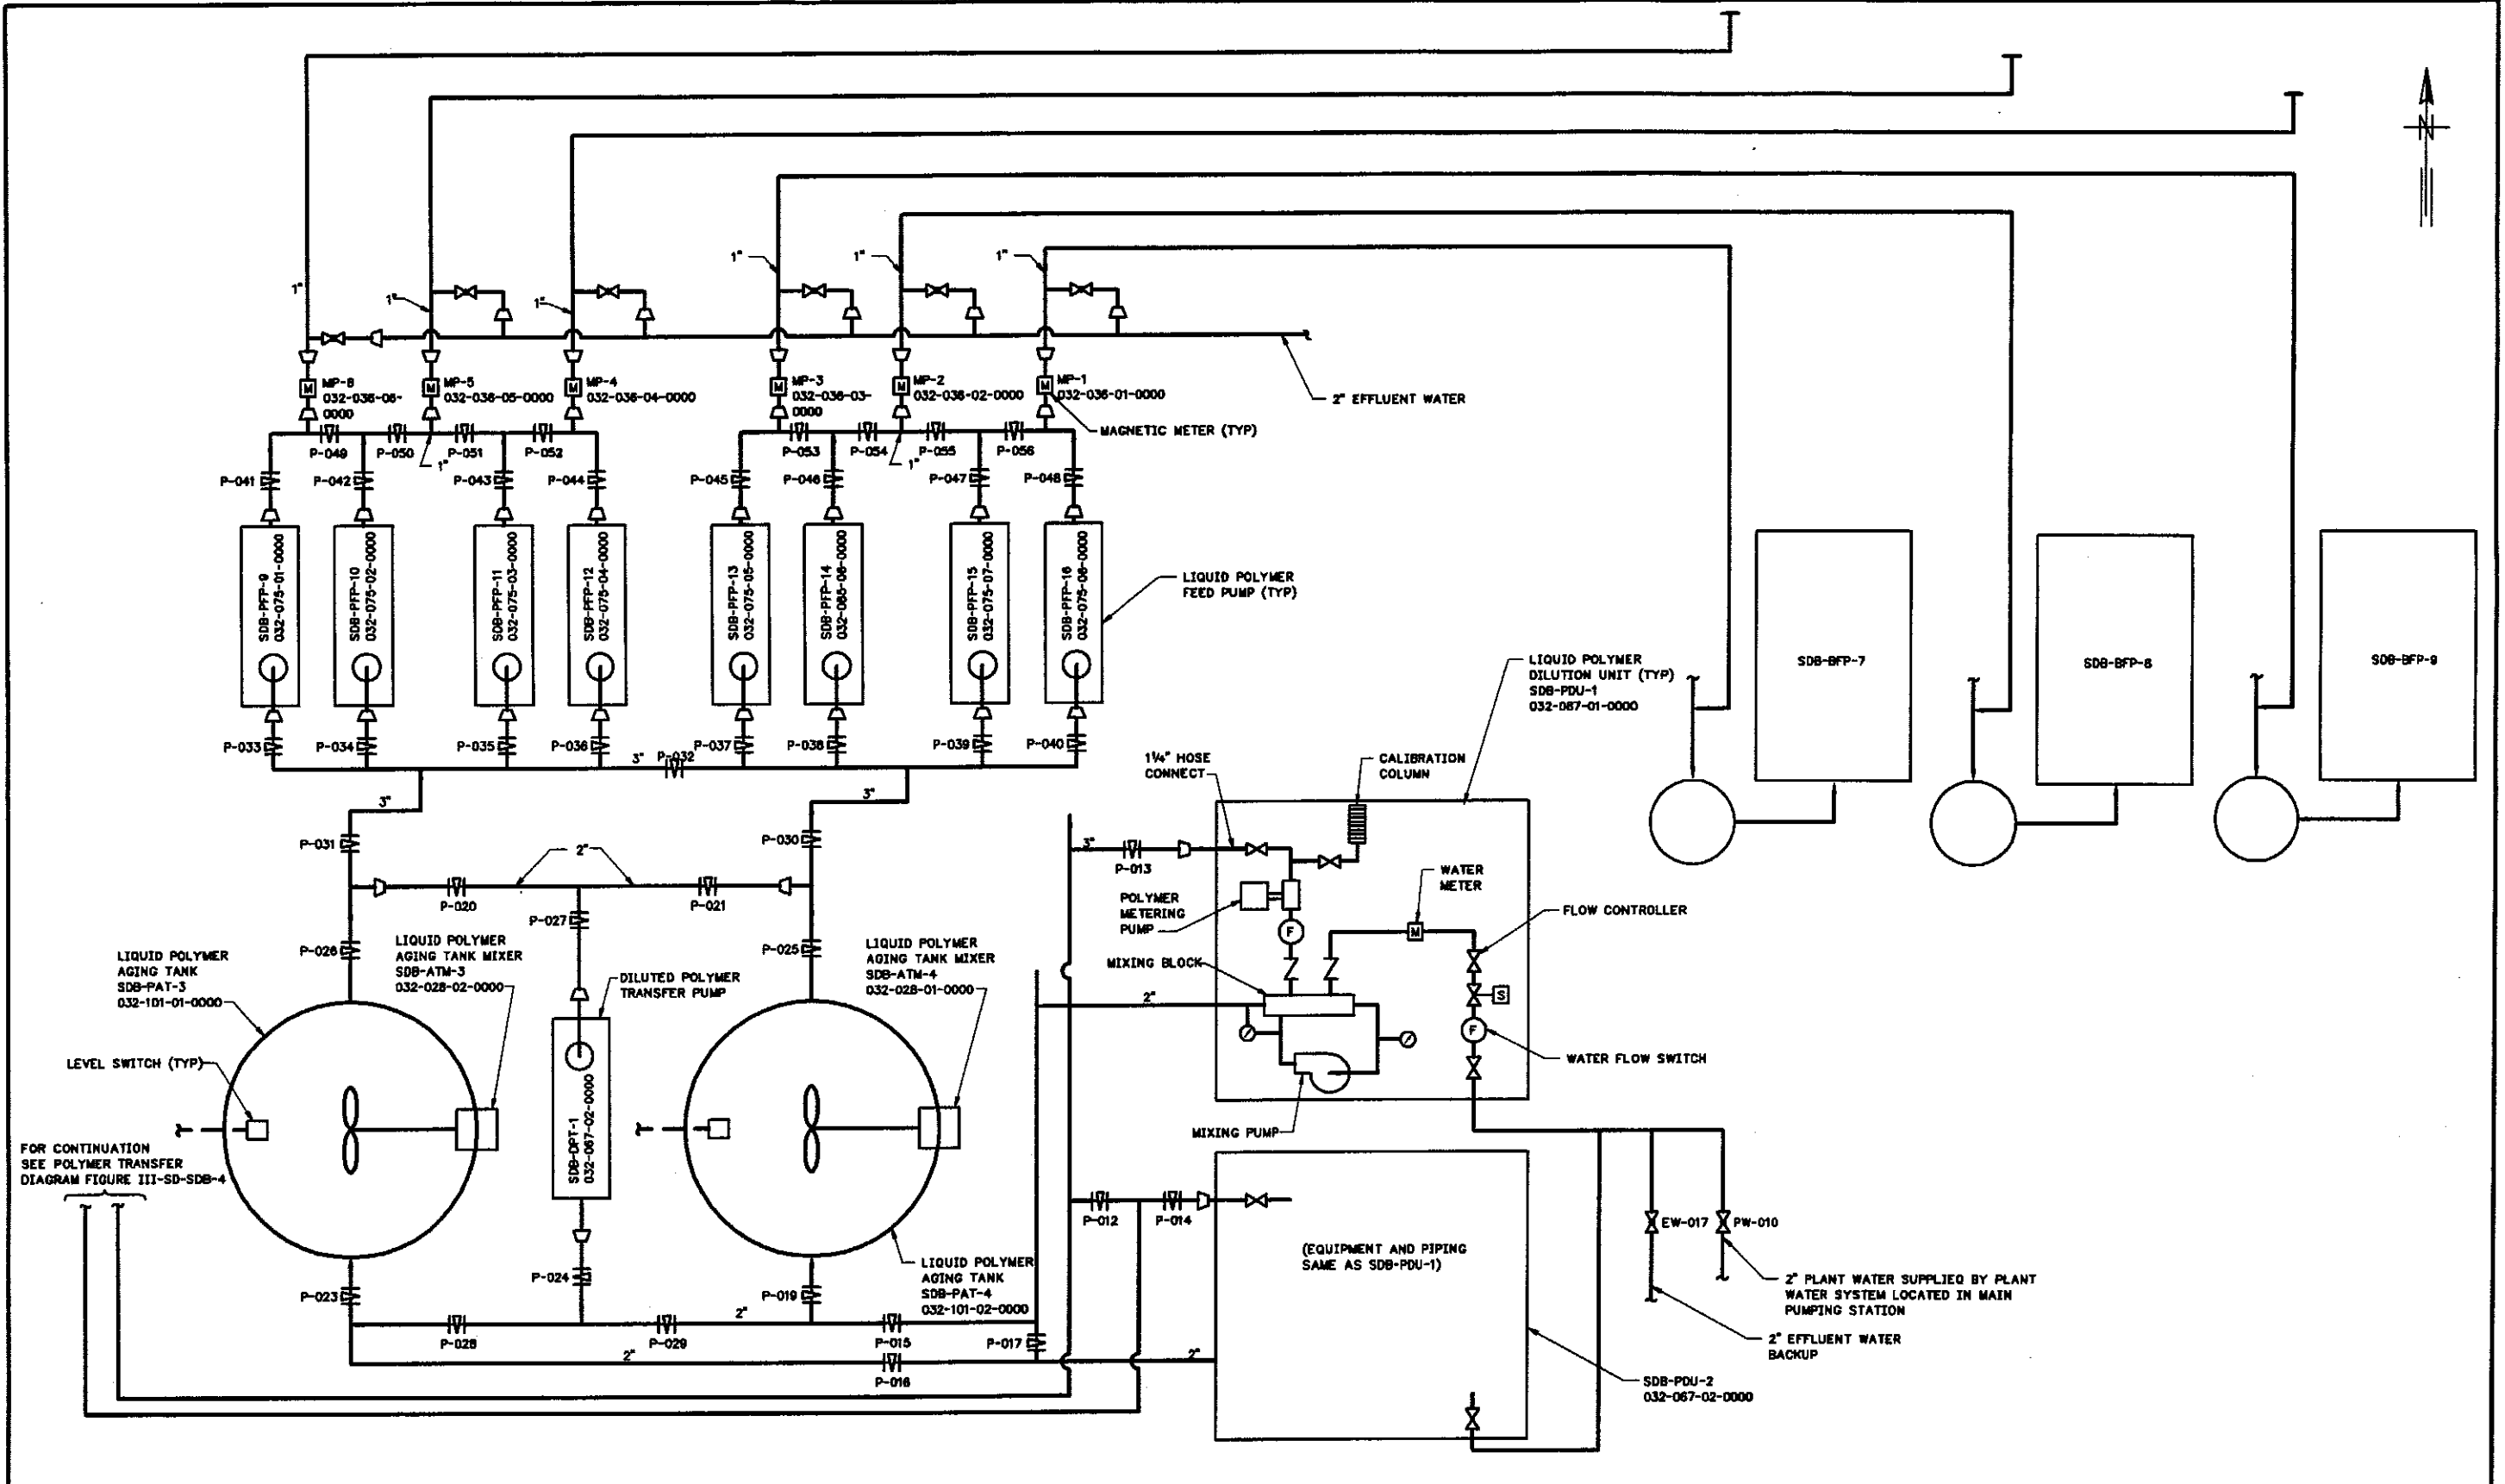 N
1"
1"
1"
1"
1"
1"
MP-6
032-036-06-
0000
MP-5
032-036-05-0000
MP-4
032-036-04-0000
MP-3
032-036-03-
0000
MP-2
032-036-02-0000
MP-1
032-036-01-0000
M
M
M
M
M
M
2" EFFLUENT WATER
MAGNETIC METER (TYP)
P-049
P-050
P-051
P-052
1"
P-053
P-054
P-055
P-056
1"
P-041
P-042
P-043
P-044
P-045
P-046
P-047
P-048
SDB-PFP-9
032-075-01-0000
SDB-PFP-10
032-075-02-0000
SDB-PFP-11
032-075-03-0000
SDB-PFP-12
032-075-04-0000
SDB-PFP-13
032-075-05-0000
SDB-PFP-14
032-065-06-0000
SDB-PFP-15
032-075-07-0000
SDB-PFP-16
032-075-08-0000
LIQUID POLYMER
FEED PUMP (TYP)
P-033
P-034
P-035
P-036
P-037
P-038
P-039
P-040
3"
P-032
LIQUID POLYMER
DILUTION UNIT (TYP)
SDB-PDU-1
032-067-01-0000
SDB-BFP-7
SDB-BFP-8
SDB-BFP-9
1¼" HOSE
CONNECT
CALIBRATION
COLUMN
3"
3"
P-031
P-030
2"
3"
P-013
P-020
P-021
P-027
P-026
P-025
POLYMER
METERING
PUMP
F
WATER
METER
M
FLOW CONTROLLER
LIQUID POLYMER
AGING TANK
SDB-PAT-3
032-101-01-0000
LIQUID POLYMER
AGING TANK MIXER
SDB-ATM-3
032-028-02-0000
DILUTED POLYMER
TRANSFER PUMP
LIQUID POLYMER
AGING TANK MIXER
SDB-ATM-4
032-028-01-0000
MIXING BLOCK
2"
S
F
WATER FLOW SWITCH
LEVEL SWITCH (TYP)
SDB-DPT-1
032-067-02-0000
MIXING PUMP
FOR CONTINUATION
SEE POLYMER TRANSFER
DIAGRAM FIGURE III-SD-SDB-4
P-012
P-014
EW-017
PW-010
(EQUIPMENT AND PIPING
SAME AS SDB-PDU-1)
P-024
P-023
P-019
LIQUID POLYMER
AGING TANK
SDB-PAT-4
032-101-02-0000
2" PLANT WATER SUPPLIED BY PLANT
WATER SYSTEM LOCATED IN MAIN
PUMPING STATION
2" EFFLUENT WATER
BACKUP
2"
P-028
P-029
P-015
P-017
2"
P-016
2"
SDB-PDU-2
032-067-02-0000